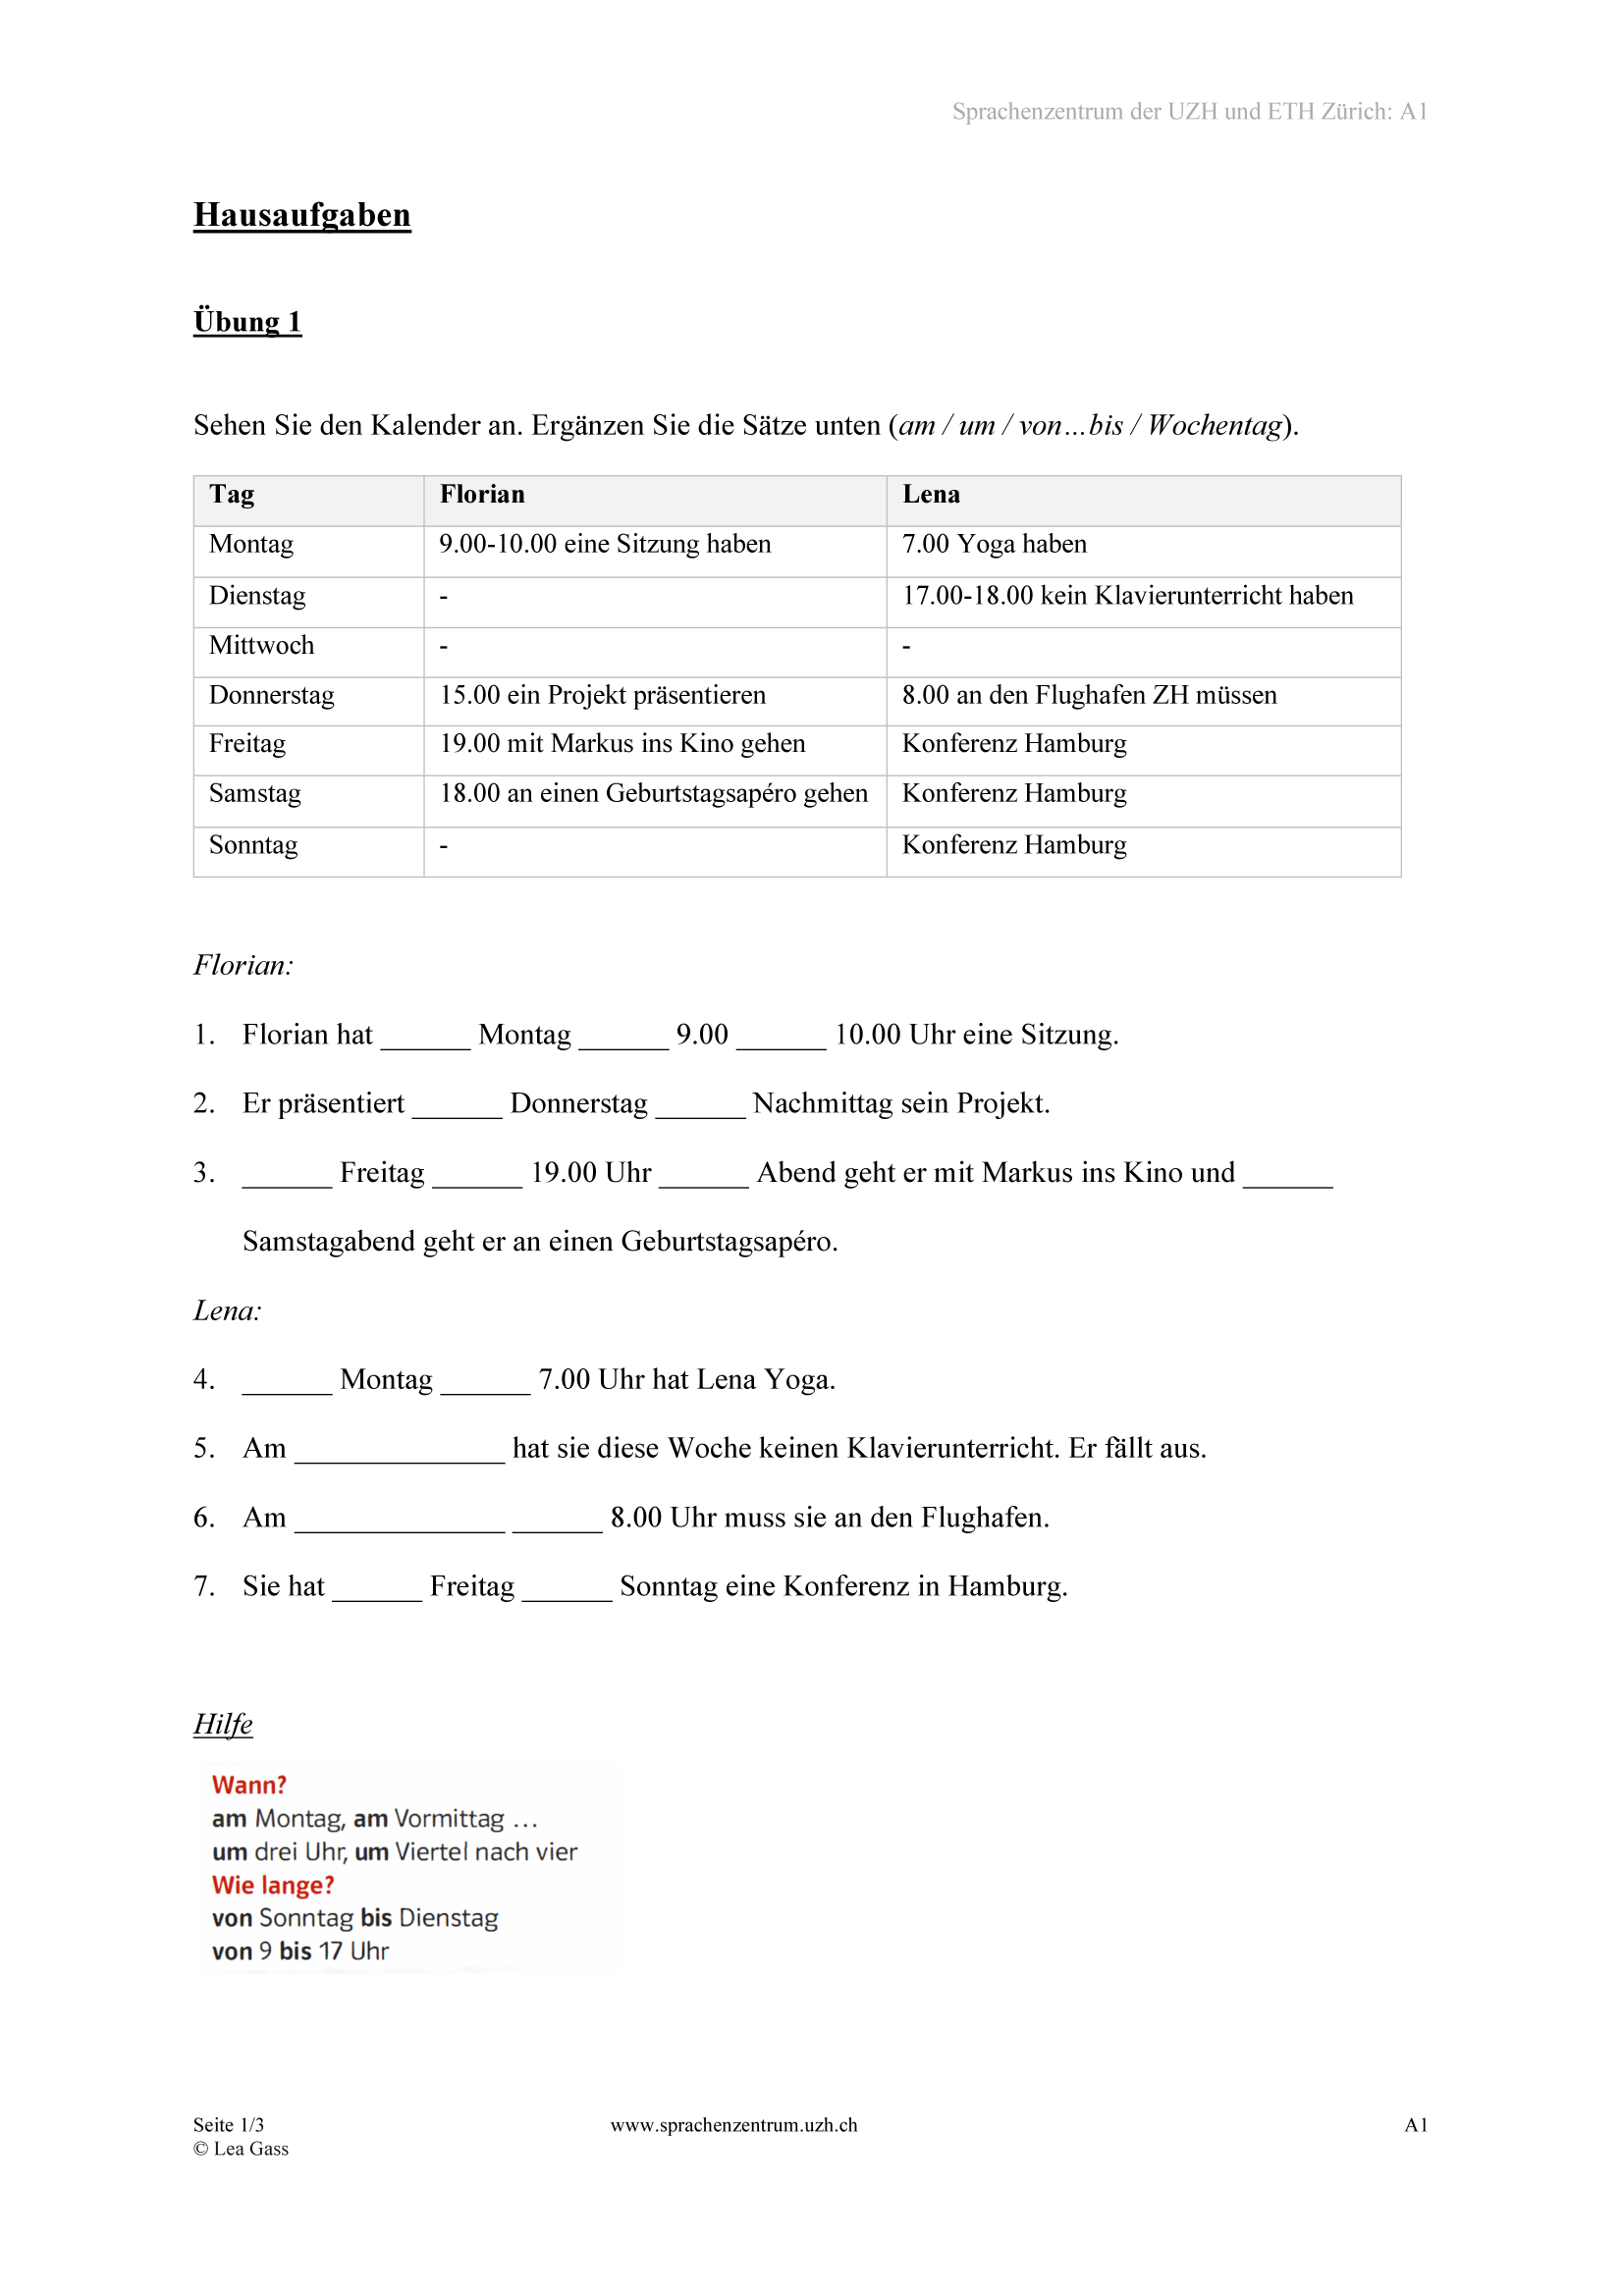 Sprachenzentrum der UZH und ETH Zürich: A1
Hausaufgaben
Übung 1
Sehen Sie den Kalender an. Ergänzen Sie die Sätze unten (am / um / von…bis / Wochentag).
Tag Florian Lena
Montag 9.00-10.00 eine Sitzung haben 7.00 Yoga haben
Dienstag - 17.00-18.00 kein Klavierunterricht haben
Mittwoch - -
Donnerstag 15.00 ein Projekt präsentieren 8.00 an den Flughafen ZH müssen
Freitag 19.00 mit Markus ins Kino gehen Konferenz Hamburg
Samstag 18.00 an einen Geburtstagsapéro gehen Konferenz Hamburg
Sonntag - Konferenz Hamburg
Florian:
1. Florian hat ______ Montag ______ 9.00 ______ 10.00 Uhr eine Sitzung.
2. Er präsentiert ______ Donnerstag ______ Nachmittag sein Projekt.
3. ______ Freitag ______ 19.00 Uhr ______ Abend geht er mit Markus ins Kino und ______
Samstagabend geht er an einen Geburtstagsapéro.
Lena:
4. ______ Montag ______ 7.00 Uhr hat Lena Yoga.
5. Am ______________ hat sie diese Woche keinen Klavierunterricht. Er fällt aus.
6. Am ______________ ______ 8.00 Uhr muss sie an den Flughafen.
7. Sie hat ______ Freitag ______ Sonntag eine Konferenz in Hamburg.
Hilfe
Wann?
am Montag, am Vormittag …
um drei Uhr, um Viertel nach vier
Wie lange?
von Sonntag bis Dienstag
von 9 bis 17 Uhr
Seite 1/3 www.sprachenzentrum.uzh.ch A1
© Lea Gass